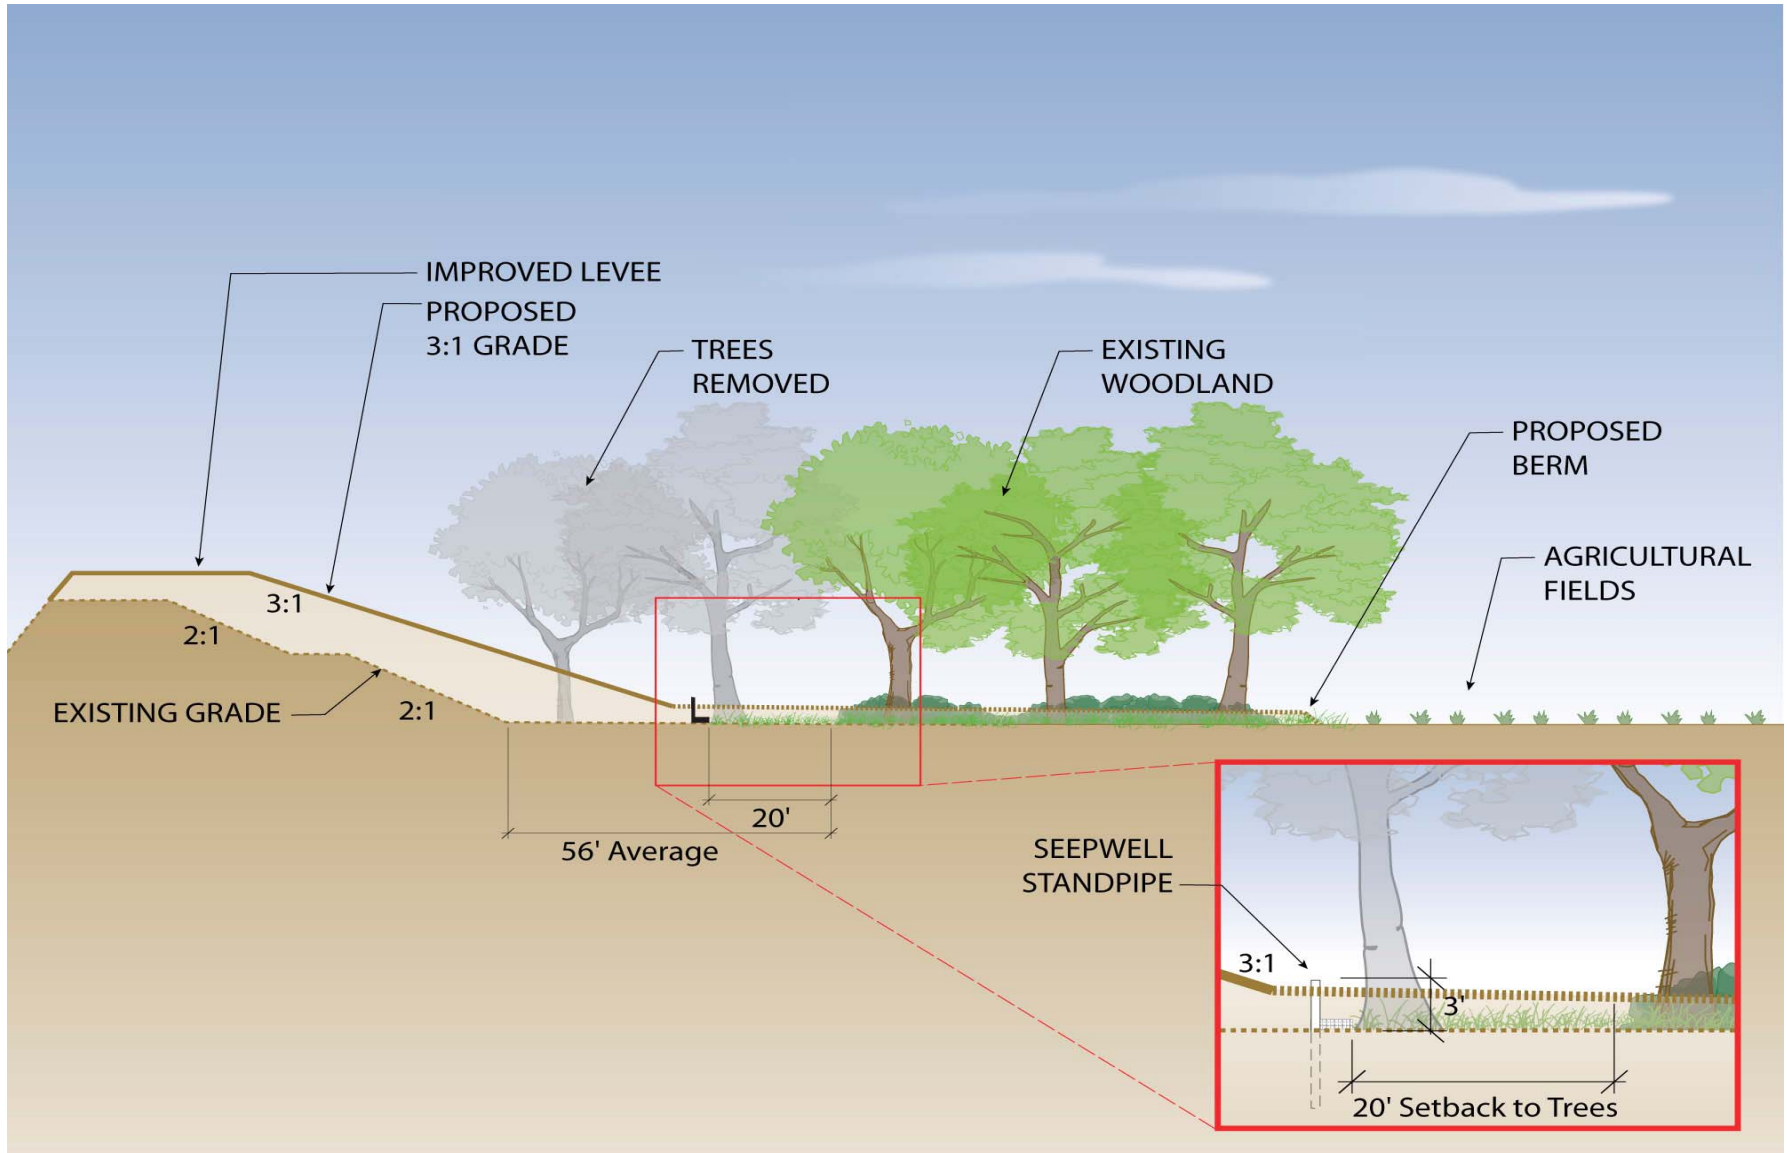 IMPROVED LEVEE
PROPOSED
3:1 GRADE
TREES
REMOVED
EXISTING
WOODLAND
PROPOSED
BERM
AGRICULTURAL
FIELDS
3:1
2:1
EXISTING GRADE
2:1
20'
56' Average
SEEPWELL
STANDPIPE
3:1
3'
20' Setback to Trees